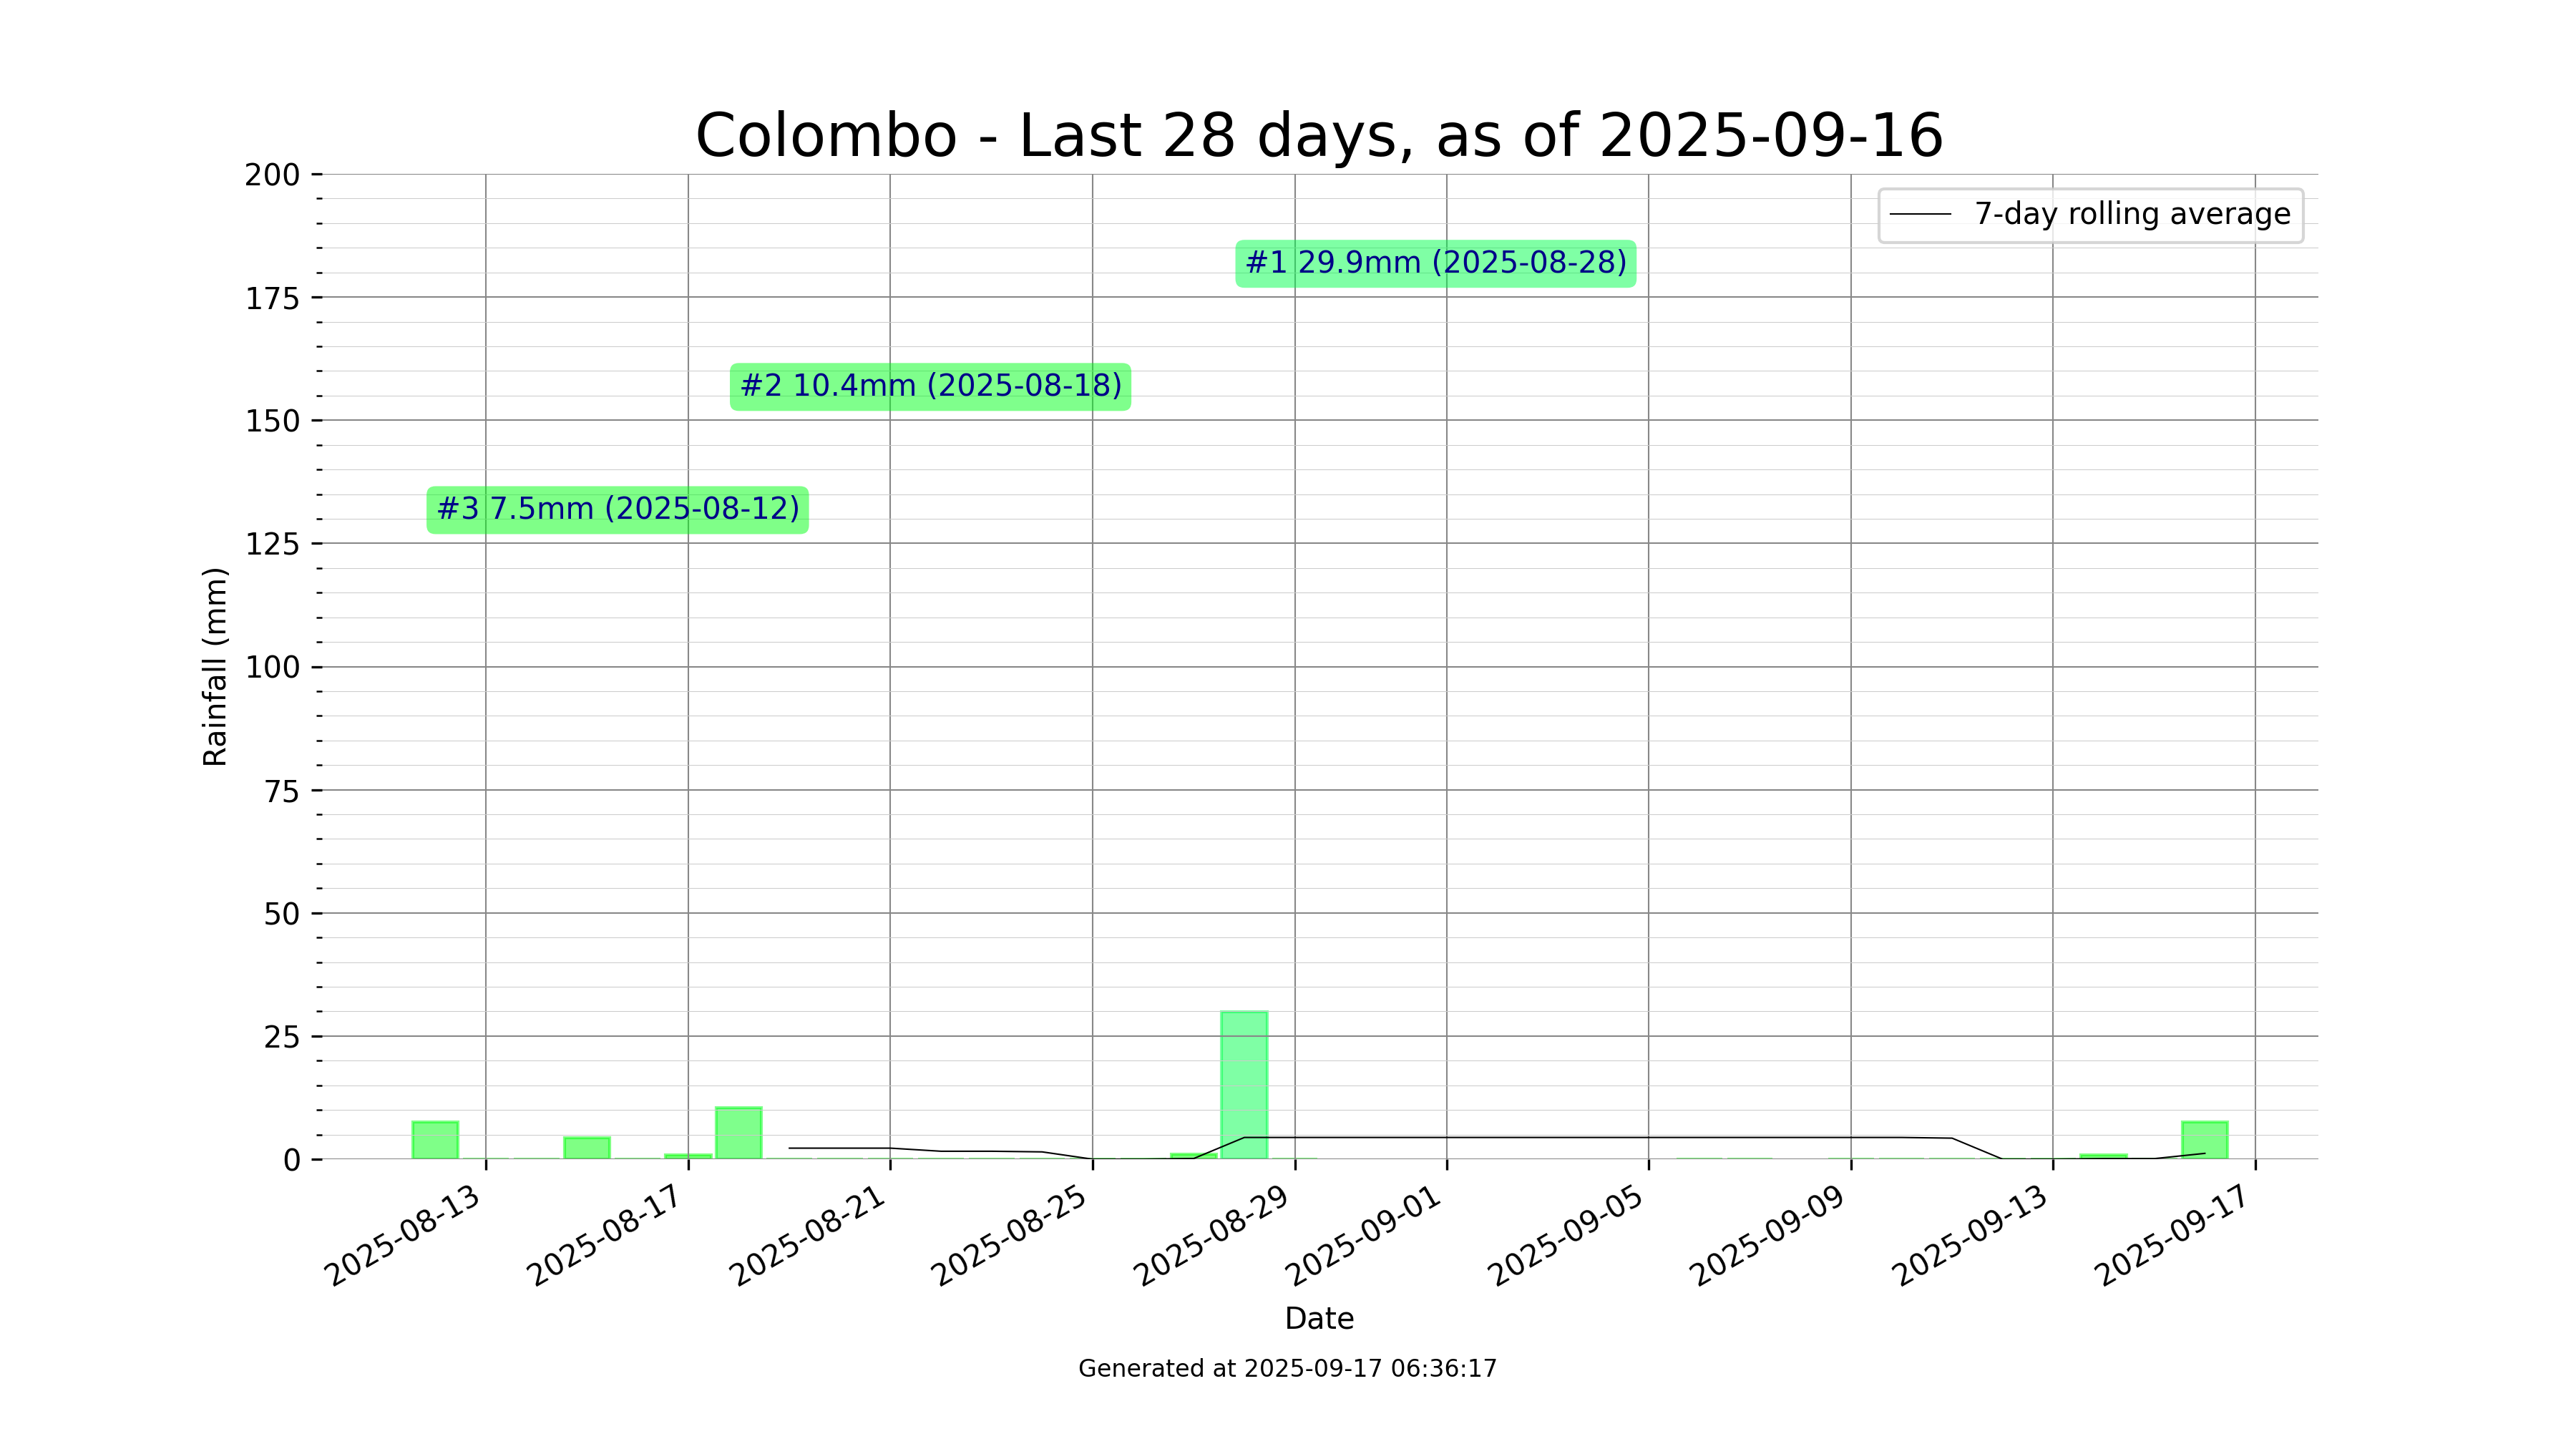 Colombo - Last 28 days, as of 2025-09-16
200
175
150
125
100
75
50
25
0
Rainfall (mm)
7-day rolling average
#1 29.9mm (2025-08-28)
#2 10.4mm (2025-08-18)
#3 7.5mm (2025-08-12)
2025-08-13
2025-08-17
2025-08-21
2025-08-25
2025-08-29
2025-09-01
2025-09-05
2025-09-09
2025-09-13
2025-09-17
Date
Generated at 2025-09-17 06:36:17